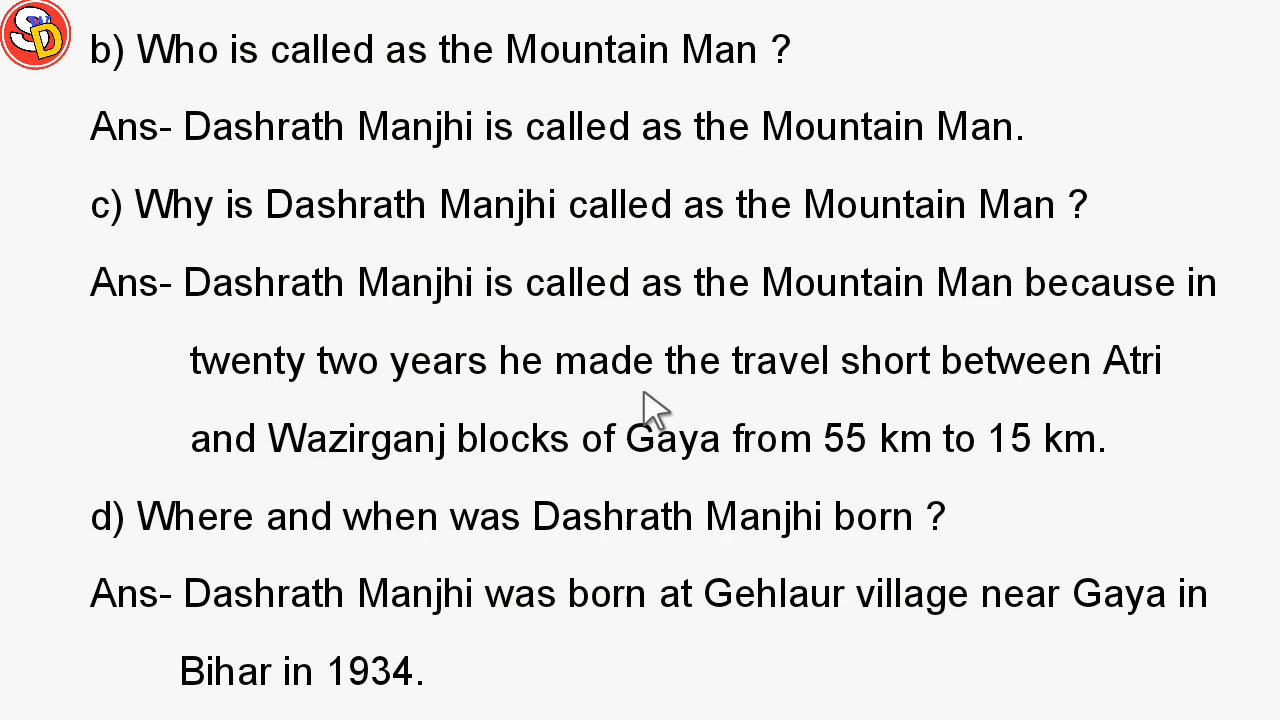 b) Who is called as the Mountain Man ?
Ans- Dashrath Manjhi is called as the Mountain Man.
c) Why is Dashrath Manjhi called as the Mountain Man ?
Ans- Dashrath Manjhi is called as the Mountain Man because in
twenty two years he made the travel short between Atri
and Wazirganj blocks of Gaya from 55 km to 15 km.
d) Where and when was Dashrath Manjhi born ?
Ans- Dashrath Manjhi was born at Gehlaur village near Gaya in
Bihar in 1934.